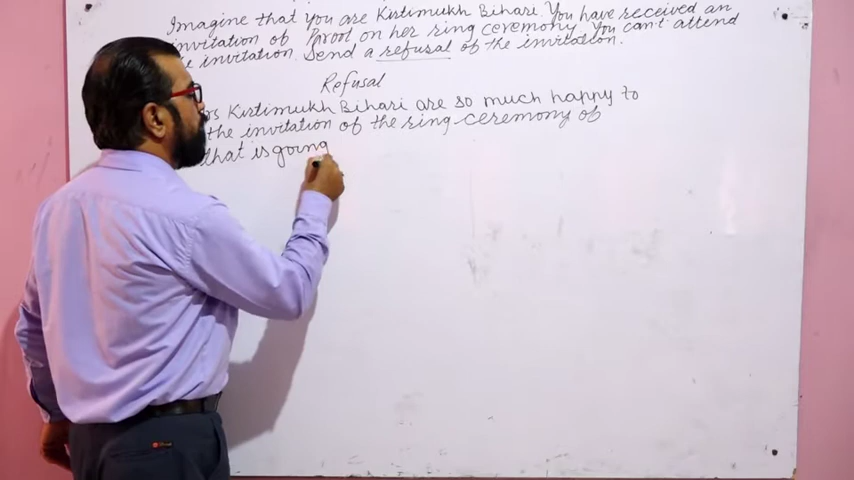 Imagine that you are Kirtimukh Bihari. You have received an
invitation of Paroot on her ring ceremony. You can't attend
the invitation. Send a refusal of the invitation.
Refusal
rs Kirtimukh Bihari are so much happy to
the invitation of the ring ceremony of
that is going